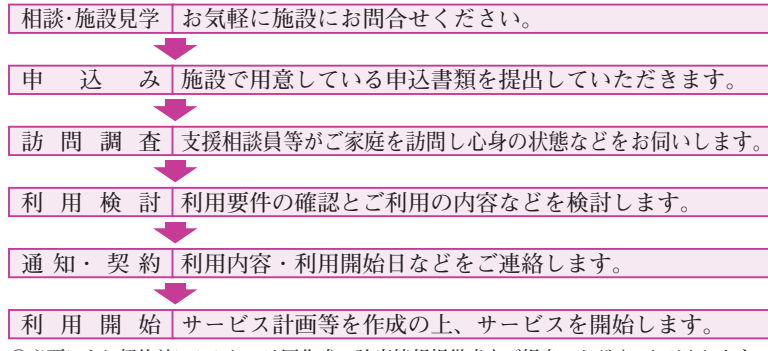 相談・施設見学 お気軽に施設にお問合せください。
申込み 施設で用意している申込書類を提出していただきます。
訪問調査 支援相談員等がご家庭を訪問し心身の状態などをお伺いします。
利用検討 利用要件の確認とご利用の内容などを検討します。
通知・契約 利用内容・利用開始日などをご連絡します。
利用開始 サービス計画等を作成の上、サービスを開始します。